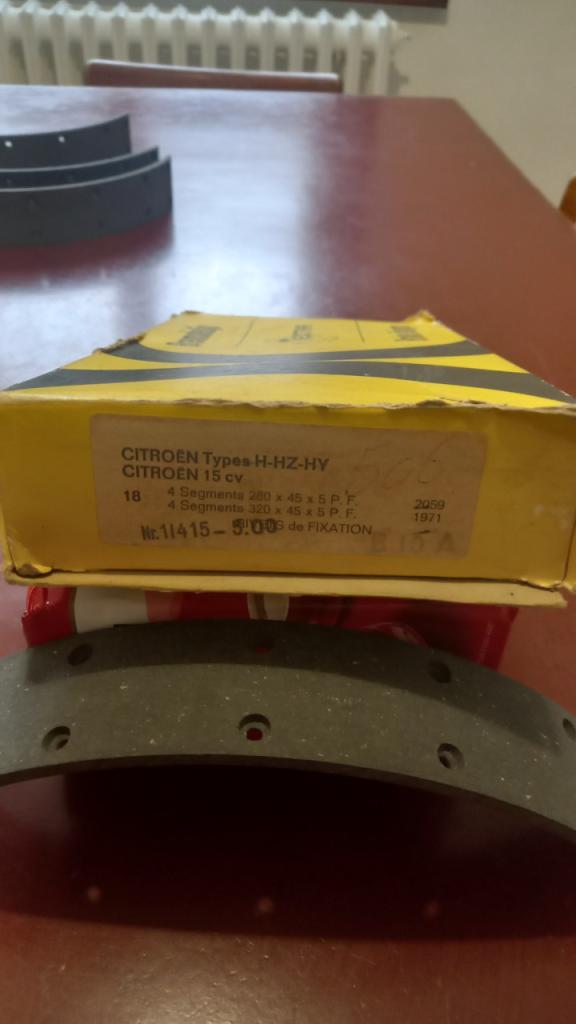 CITROËN Types H-HZ-HY
CITROËN 15 cv
18 4 Segments 280 x 45 x 5 P. F. 2059
4 Segments 320 x 45 x 5 P. F. 1971
de FIXATION
Nr.11415- 5.00
B 15 A